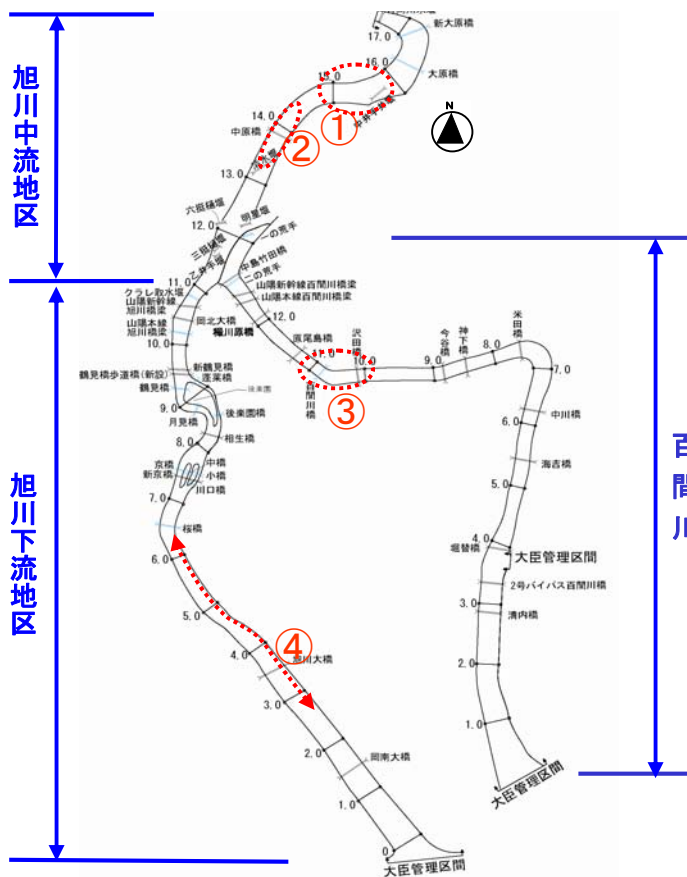 17.0
新大原橋
16.0
大原橋
15.0
①
14.0
中原橋
②
N
13.0
旭川中流地区
六挺樋堰
明星堰
12.0
一の荒手
三挺樋堰
乙井手堰
中島竹田橋
二の荒手
11.0
クラレ取水堰
山陽新幹線
旭川橋梁
山陽新幹線百間川橋梁
山陽本線百間川橋梁
岡北大橋
山陽本線
旭川橋梁
12.0
原尾島橋
沢田橋
11.0
10.0
百間川橋
③
今谷橋
神下橋
9.0
8.0
米田橋
7.0
10.0
新鶴見橋
鶴見橋歩道橋(新設)
蓬莱橋
鶴見橋
後楽園
9.0
後楽園橋
月見橋
相生橋
8.0
中橋
京橋
小橋
新京橋
川口橋
7.0
桜橋
6.0
旭川下流地区
5.0
4.0
④
旭川大橋
3.0
2.0
岡南大橋
1.0
0
大臣管理区間
中川橋
6.0
海吉橋
5.0
百間川
4.0
堀替橋
大臣管理区間
2号バイパス百間川橋
3.0
清内橋
2.0
1.0
大臣管理区間